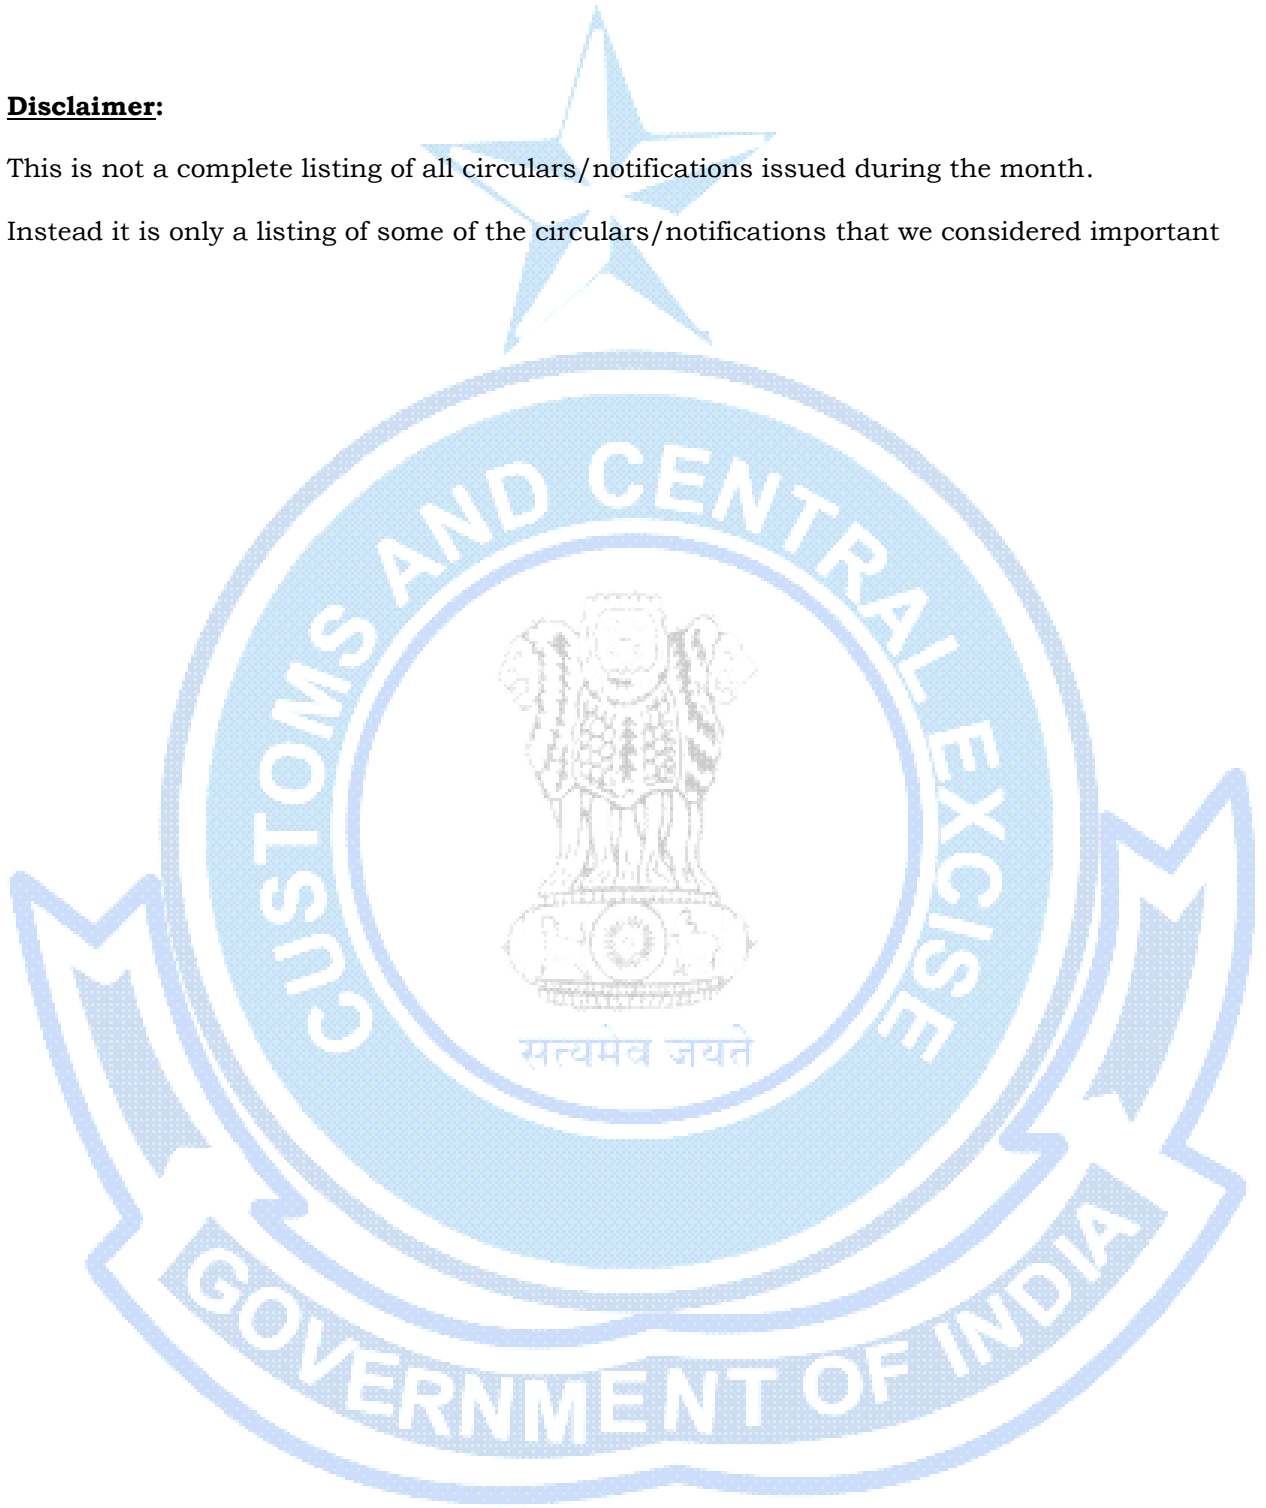 Disclaimer:
This is not a complete listing of all circulars/notifications issued during the month.
Instead it is only a listing of some of the circulars/notifications that we considered important
CUSTOMS AND CENTRAL EXCISE
सत्यमेव जयते
GOVERNMENT OF INDIA